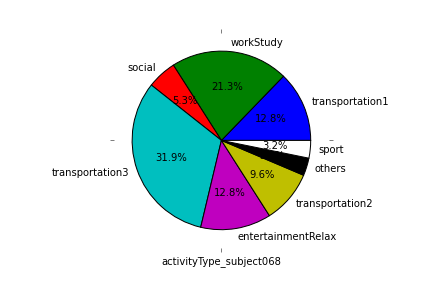 workStudy
social
21.3%
5.3%
transportation1
12.8%
3.2%
sport
31.9%
others
transportation3
9.6%
12.8%
transportation2
entertainmentRelax
activityType_subject068